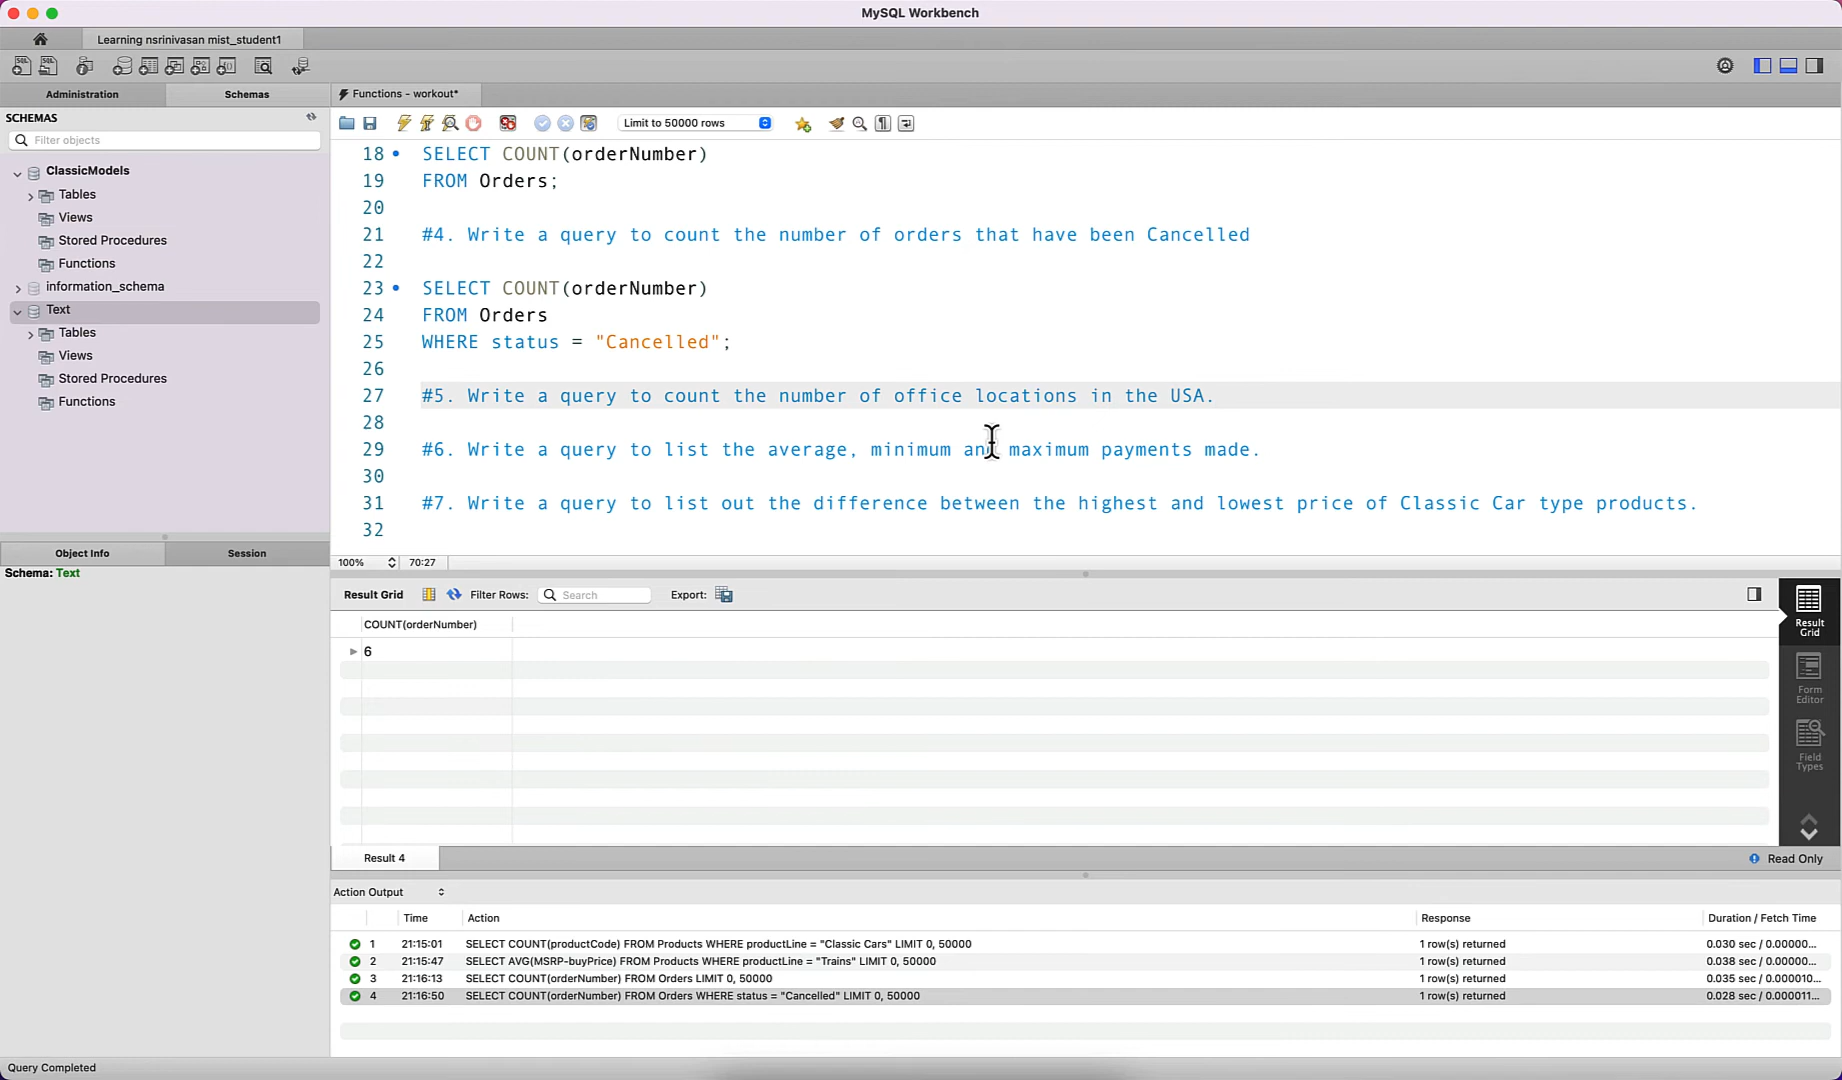 MySQL Workbench
Learning nsrinivasan mist_student1
Administration
Schemas
Functions - workout*
SCHEMAS
Filter objects
Limit to 50000 rows
ClassicModels
Tables
Views
Stored Procedures
Functions
information_schema
Text
Tables
Views
Stored Procedures
Functions
18 SELECT COUNT(orderNumber)
19 FROM Orders;
20
21 #4. Write a query to count the number of orders that have been Cancelled
22
23 SELECT COUNT(orderNumber)
24 FROM Orders
25 WHERE status = "Cancelled";
26
27 #5. Write a query to count the number of office locations in the USA.
28
29 #6. Write a query to list the average, minimum and maximum payments made.
30
31 #7. Write a query to list out the difference between the highest and lowest price of Classic Car type products.
32
Object Info
Session
Schema: Text
100%
70:27
Result Grid
Filter Rows:
Search
Export:
COUNT(orderNumber)
6
Result Grid
Form Editor
Field Types
Result 4
Read Only
Action Output
Time Action Response Duration / Fetch Time
1 21:15:01 SELECT COUNT(productCode) FROM Products WHERE productLine = "Classic Cars" LIMIT 0, 50000 1 row(s) returned 0.030 sec / 0.00000...
2 21:15:47 SELECT AVG(MSRP-buyPrice) FROM Products WHERE productLine = "Trains" LIMIT 0, 50000 1 row(s) returned 0.038 sec / 0.00000...
3 21:16:13 SELECT COUNT(orderNumber) FROM Orders LIMIT 0, 50000 1 row(s) returned 0.035 sec / 0.000010...
4 21:16:50 SELECT COUNT(orderNumber) FROM Orders WHERE status = "Cancelled" LIMIT 0, 50000 1 row(s) returned 0.028 sec / 0.000011...
Query Completed